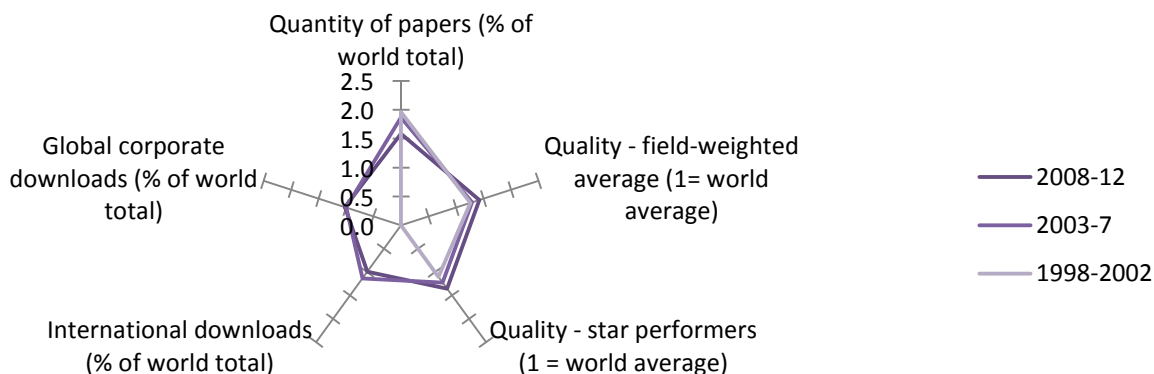 Quantity of papers (% of
world total)
2.5
2.0
1.5
1.0
0.5
0.0
Quality - field-weighted
average (1= world
average)
Quality - star performers
(1 = world average)
International downloads
(% of world total)
Global corporate
downloads (% of world
total)
2008-12
2003-7
1998-2002